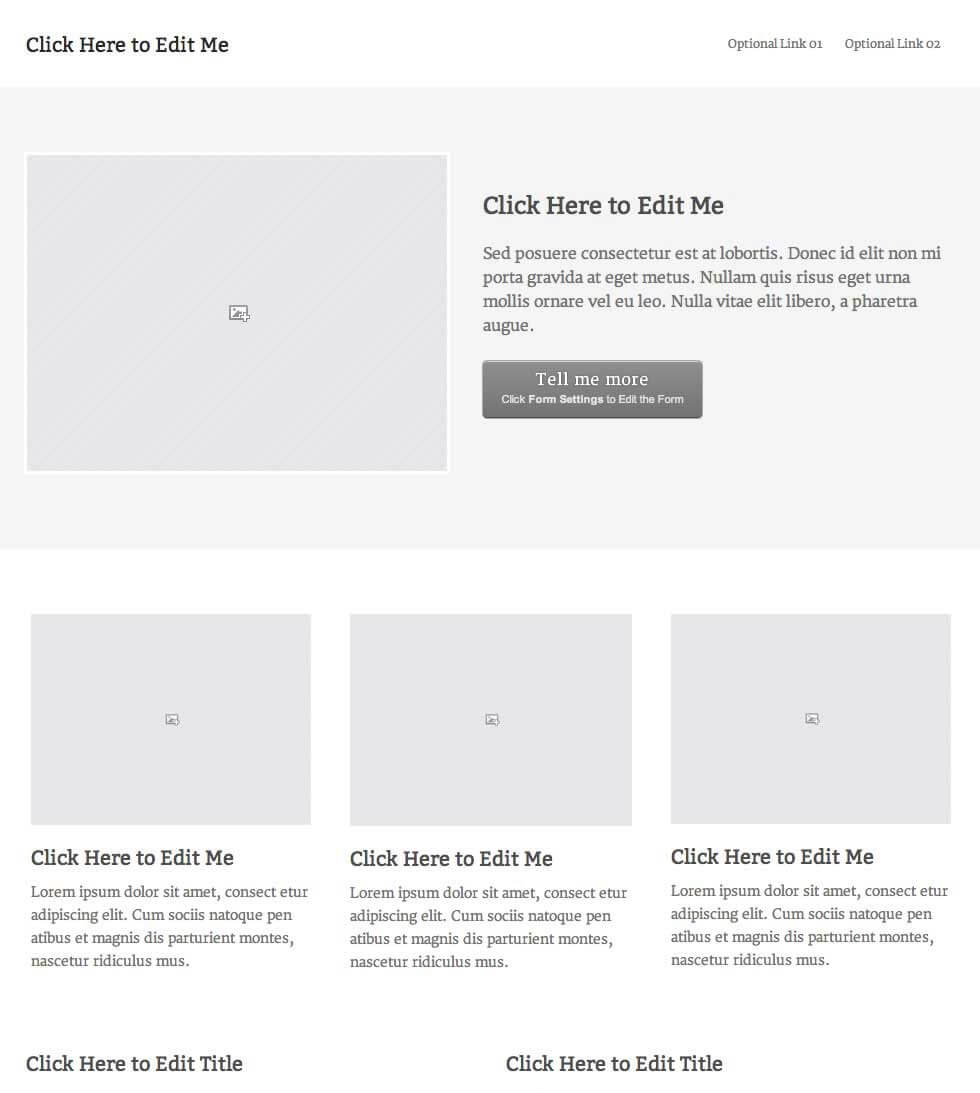 Click Here to Edit Me
Optional Link 01
Optional Link 02
Click Here to Edit Me
Sed posuere consectetur est at lobortis. Donec id elit non mi
porta gravida at eget metus. Nullam quis risus eget urna
mollis ornare vel eu leo. Nulla vitae elit libero, a pharetra
augue.
Tell me more
Click Form Settings to Edit the Form
Click Here to Edit Me
Lorem ipsum dolor sit amet, consect etur
adipiscing elit. Cum sociis natoque pen
atibus et magnis dis parturient montes,
nascetur ridiculus mus.
Click Here to Edit Me
Lorem ipsum dolor sit amet, consect etur
adipiscing elit. Cum sociis natoque pen
atibus et magnis dis parturient montes,
nascetur ridiculus mus.
Click Here to Edit Me
Lorem ipsum dolor sit amet, consect etur
adipiscing elit. Cum sociis natoque pen
atibus et magnis dis parturient montes,
nascetur ridiculus mus.
Click Here to Edit Title
Click Here to Edit Title